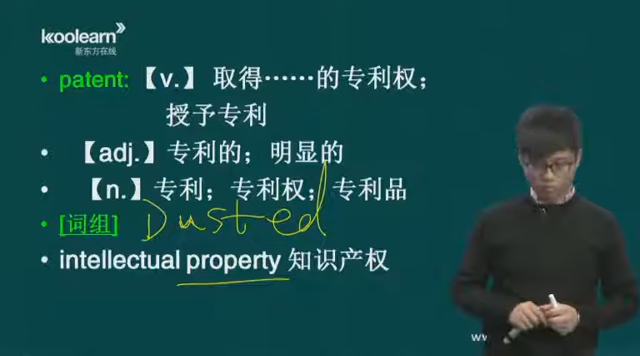 koolearn
新东方在线
• patent: 【v.】 取得……的专利权；
授予专利
• 【adj.】专利的；明显的
• 【n.】专利；专利权；专利品
Dusted
• [词组]
• intellectual property 知识产权
ww